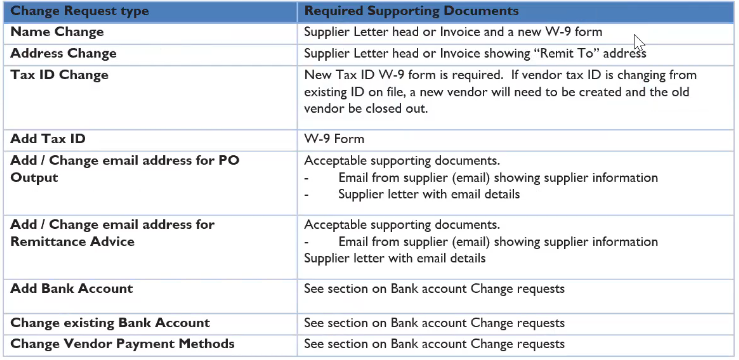 Change Request type Required Supporting Documents
Name Change Supplier Letter head or Invoice and a new W-9 form
Address Change Supplier Letter head or Invoice showing “Remit To” address
Tax ID Change New Tax ID W-9 form is required. If vendor tax ID is changing from
existing ID on file, a new vendor will need to be created and the old
vendor be closed out.
Add Tax ID W-9 Form
Add / Change email address for PO Acceptable supporting documents.
Output - Email from supplier (email) showing supplier information
- Supplier letter with email details
Add / Change email address for Acceptable supporting documents.
Remittance Advice - Email from supplier (email) showing supplier information
Supplier letter with email details
Add Bank Account See section on Bank account Change requests
Change existing Bank Account See section on Bank account Change requests
Change Vendor Payment Methods See section on Bank account Change requests